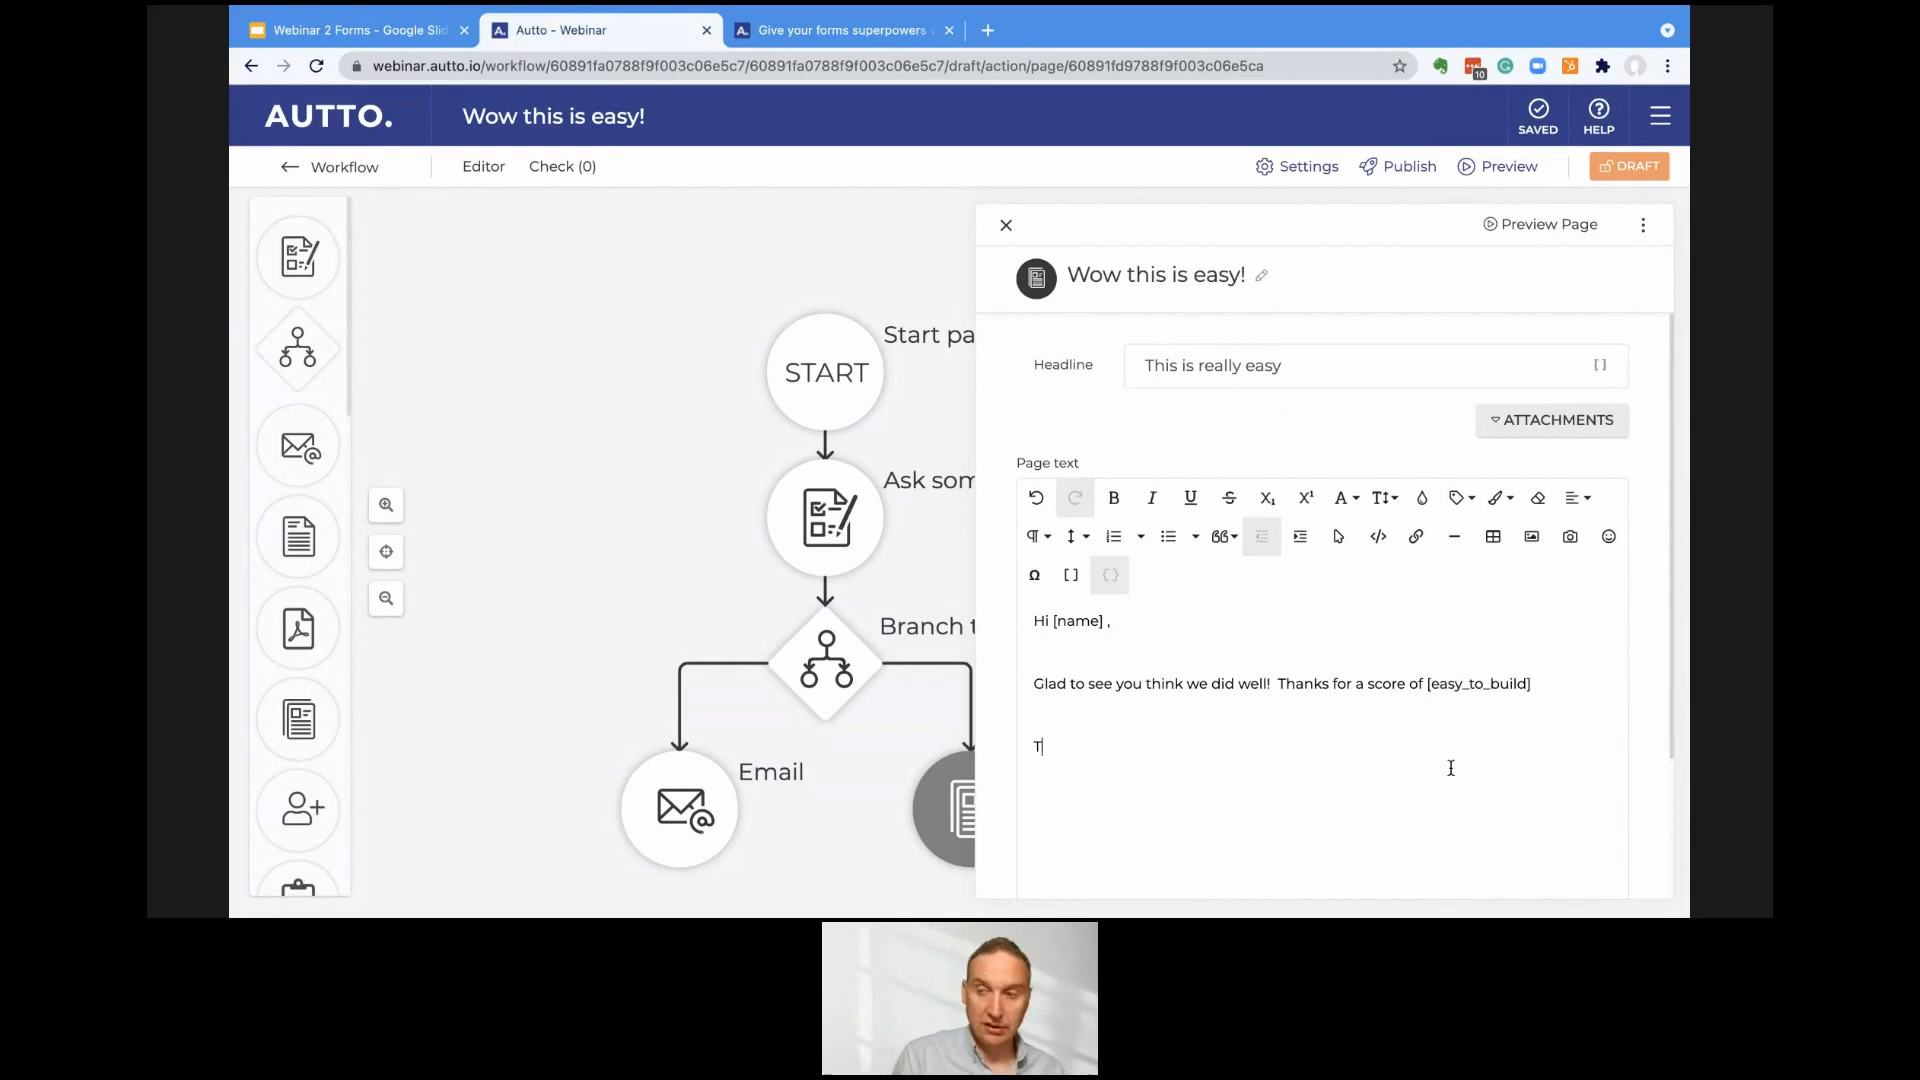 Webinar 2 Forms - Google Slid
Autto - Webinar
Give your forms superpowers
webinar.autto.io/workflow/60891fa0788f9f003c06e5c7/60891fa0788f9f003c06e5c7/draft/action/page/60891fd9788f9f003c06e5ca
10
AUTTO.
Wow this is easy!
SAVED
HELP
Workflow
Editor
Check (0)
Settings
Publish
Preview
DRAFT
Preview Page
Wow this is easy!
START
Start pa
Headline
This is really easy
[ ]
ATTACHMENTS
Page text
Ask som
Hi [name] ,
Branch t
Glad to see you think we did well! Thanks for a score of [easy_to_build]
T
Email